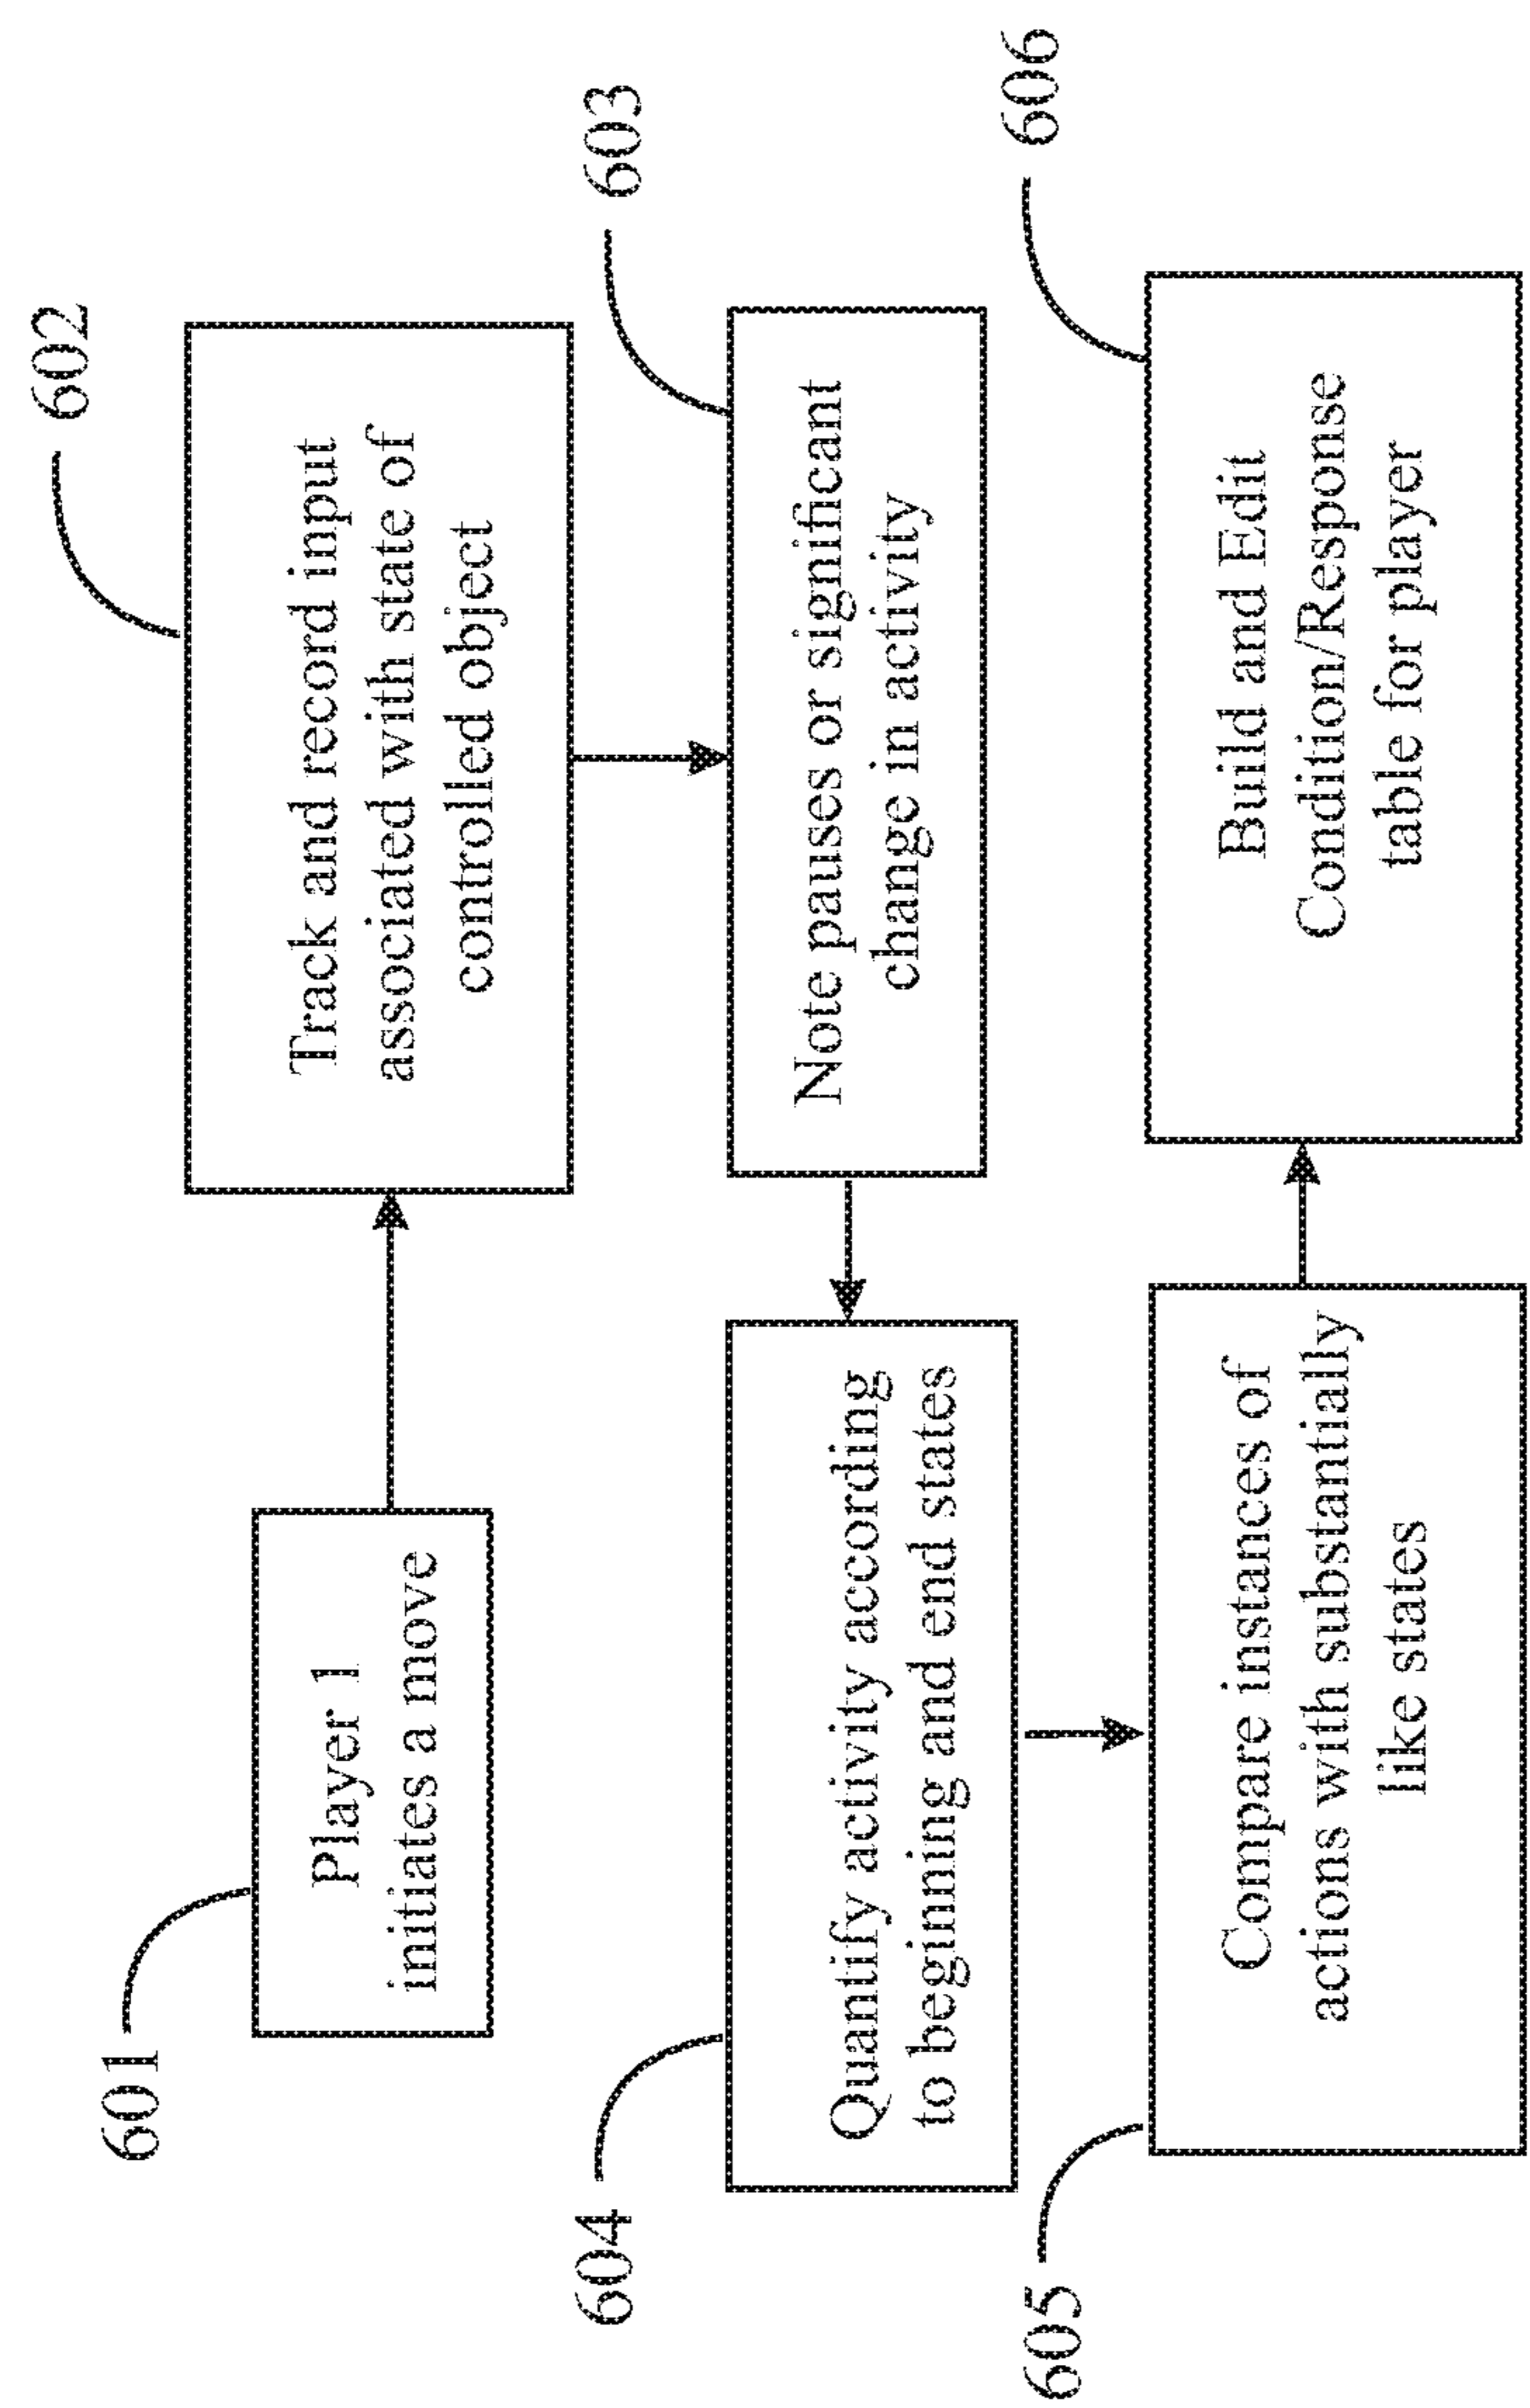 601
Player 1
initiates a move
602
Track and record input
associated with state of
controlled object
603
Note pauses or significant
change in activity
604
Quantify activity according
to beginning and end states
605
Compare instances of
actions with substantially
like states
606
Build and Edit
Condition/Response
table for player